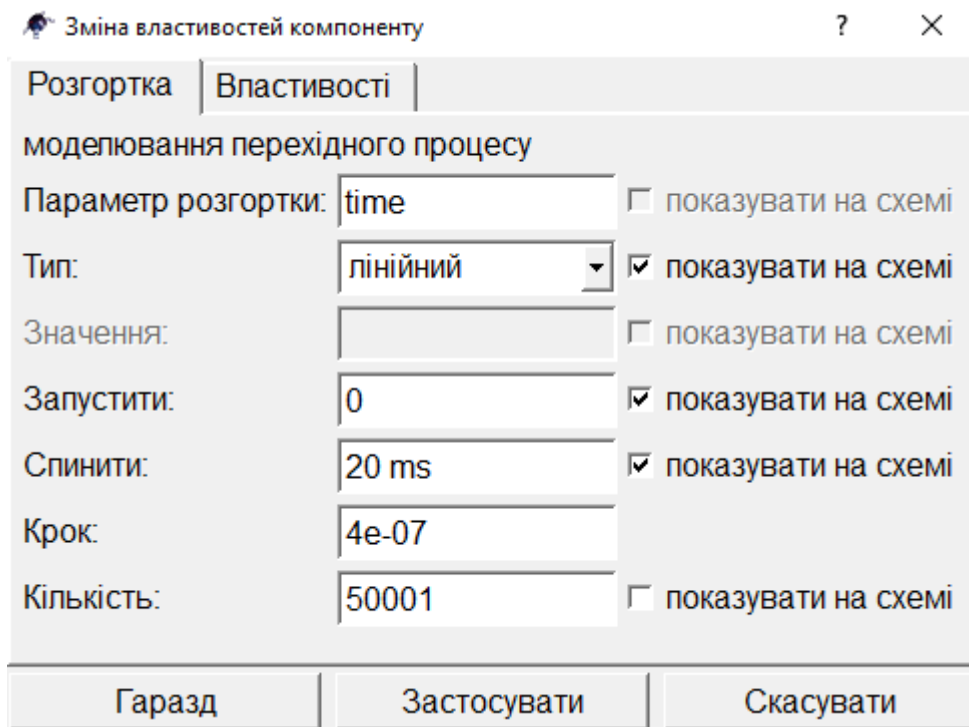 Зміна властивостей компоненту ?
Розгортка Властивості
моделювання перехідного процесу
Параметр розгортки: time показувати на схемі
Тип: лінійний показувати на схемі
Значення: показувати на схемі
Запустити: 0 показувати на схемі
Спинити: 20 ms показувати на схемі
Крок: 4e-07
Кількість: 50001 показувати на схемі
Гаразд Застосувати Скасувати